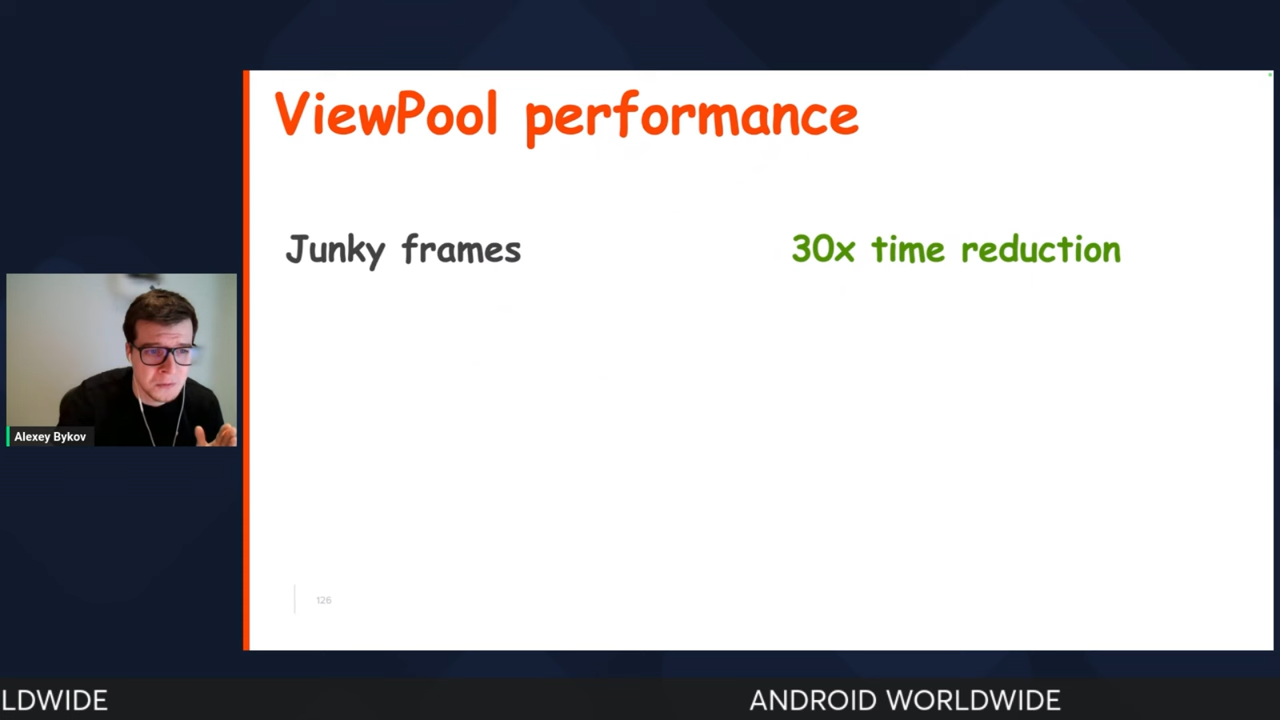 ViewPool performance
Junky frames
30x time reduction
Alexey Bykov
126
LDWIDE
ANDROID WORLDWIDE